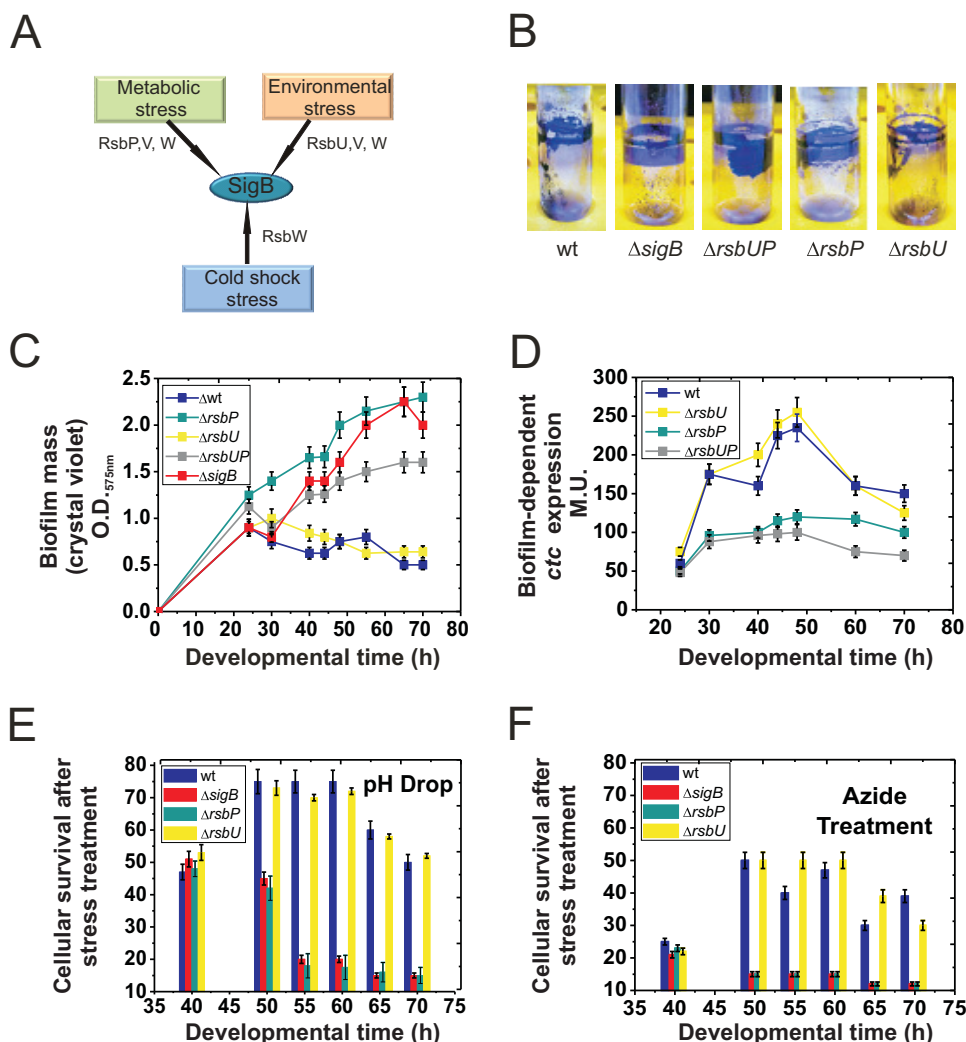 A
Metabolic
stress
Environmental
stress
RsbP,V, W
RsbU,V, W
SigB
RsbW
Cold shock
stress
B
wt
ΔsigB
ΔrsbUP
ΔrsbP
ΔrsbU
C
Biofilm mass
(crystal violet)
O.D.575nm
2.5
2.0
1.5
1.0
0.5
0.0
Δwt
ΔrsbP
ΔrsbU
ΔrsbUP
ΔsigB
0 10 20 30 40 50 60 70 80
Developmental time (h)
D
Biofilm-dependent
ctc expression
M.U.
300
250
200
150
100
50
0
wt
ΔrsbU
ΔrsbP
ΔrsbUP
20 30 40 50 60 70 80
Developmental time (h)
E
Cellular survival after
stress treatment
80
70
60
50
40
30
20
10
wt
ΔsigB
ΔrsbP
ΔrsbU
pH Drop
35 40 45 50 55 60 65 70 75
Developmental time (h)
F
Cellular survival after
stress treatment
80
70
60
50
40
30
20
10
wt
ΔsigB
ΔrsbP
ΔrsbU
Azide
Treatment
35 40 45 50 55 60 65 70 75
Developmental time (h)